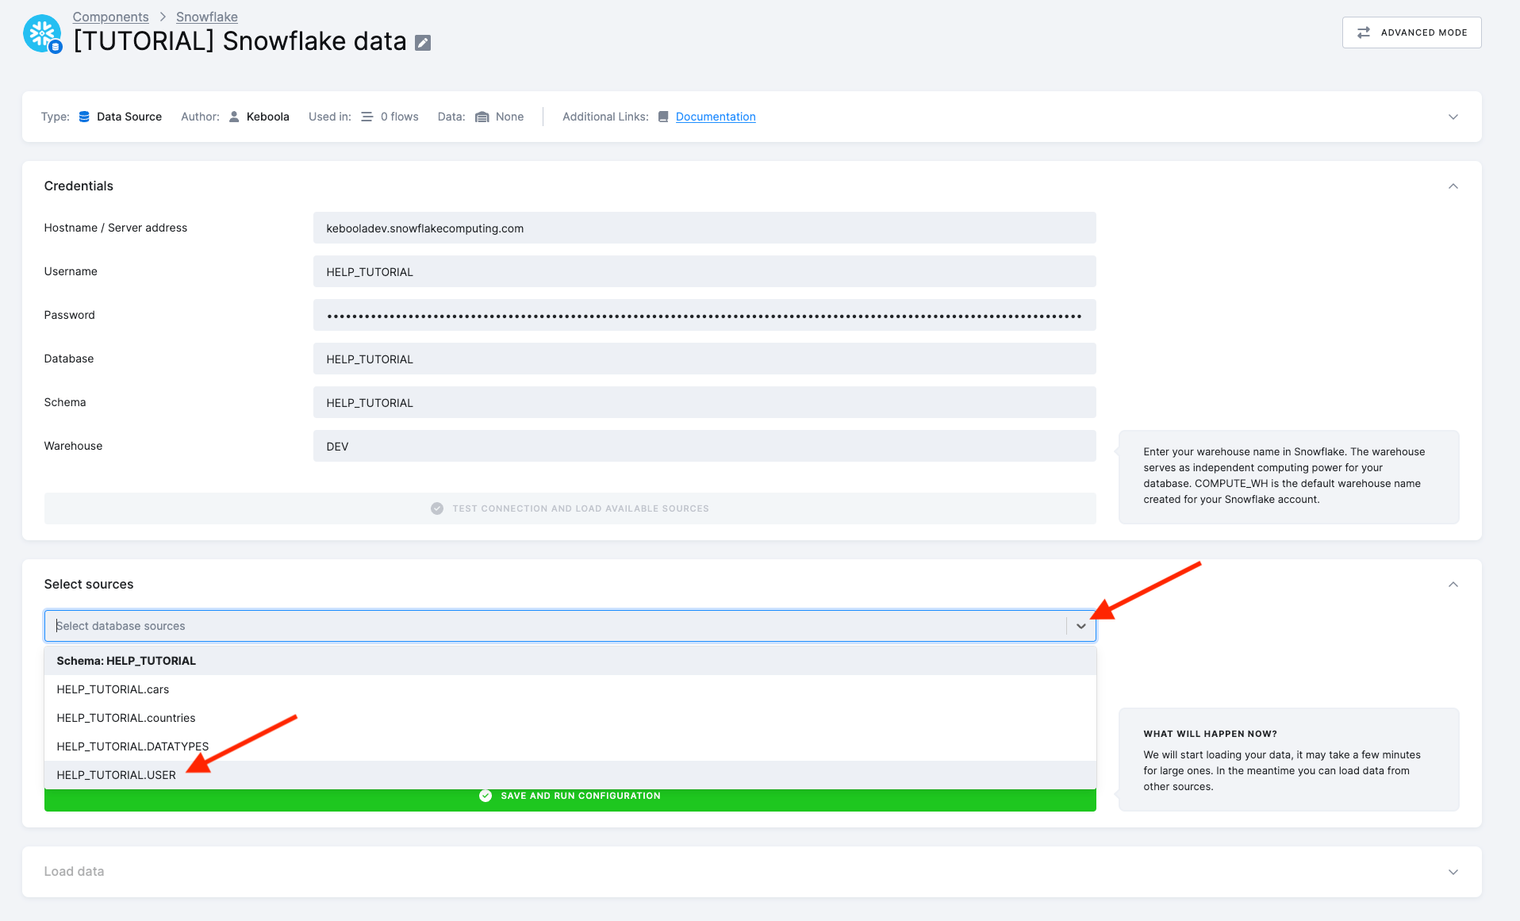 Components > Snowflake
[TUTORIAL] Snowflake data
ADVANCED MODE
Type: Data Source Author: Keboola Used in: 0 flows Data: None Additional Links: Documentation
Credentials
Hostname / Server address
kebooladev.snowflakecomputing.com
Username
HELP_TUTORIAL
Password
Database
HELP_TUTORIAL
Schema
HELP_TUTORIAL
Warehouse
DEV
Enter your warehouse name in Snowflake. The warehouse
serves as independent computing power for your
database. COMPUTE_WH is the default warehouse name
created for your Snowflake account.
TEST CONNECTION AND LOAD AVAILABLE SOURCES
Select sources
Select database sources
Schema: HELP_TUTORIAL
HELP_TUTORIAL.cars
HELP_TUTORIAL.countries
HELP_TUTORIAL.DATATYPES
HELP_TUTORIAL.USER
WHAT WILL HAPPEN NOW?
We will start loading your data, it may take a few minutes
for large ones. In the meantime you can load data from
other sources.
SAVE AND RUN CONFIGURATION
Load data